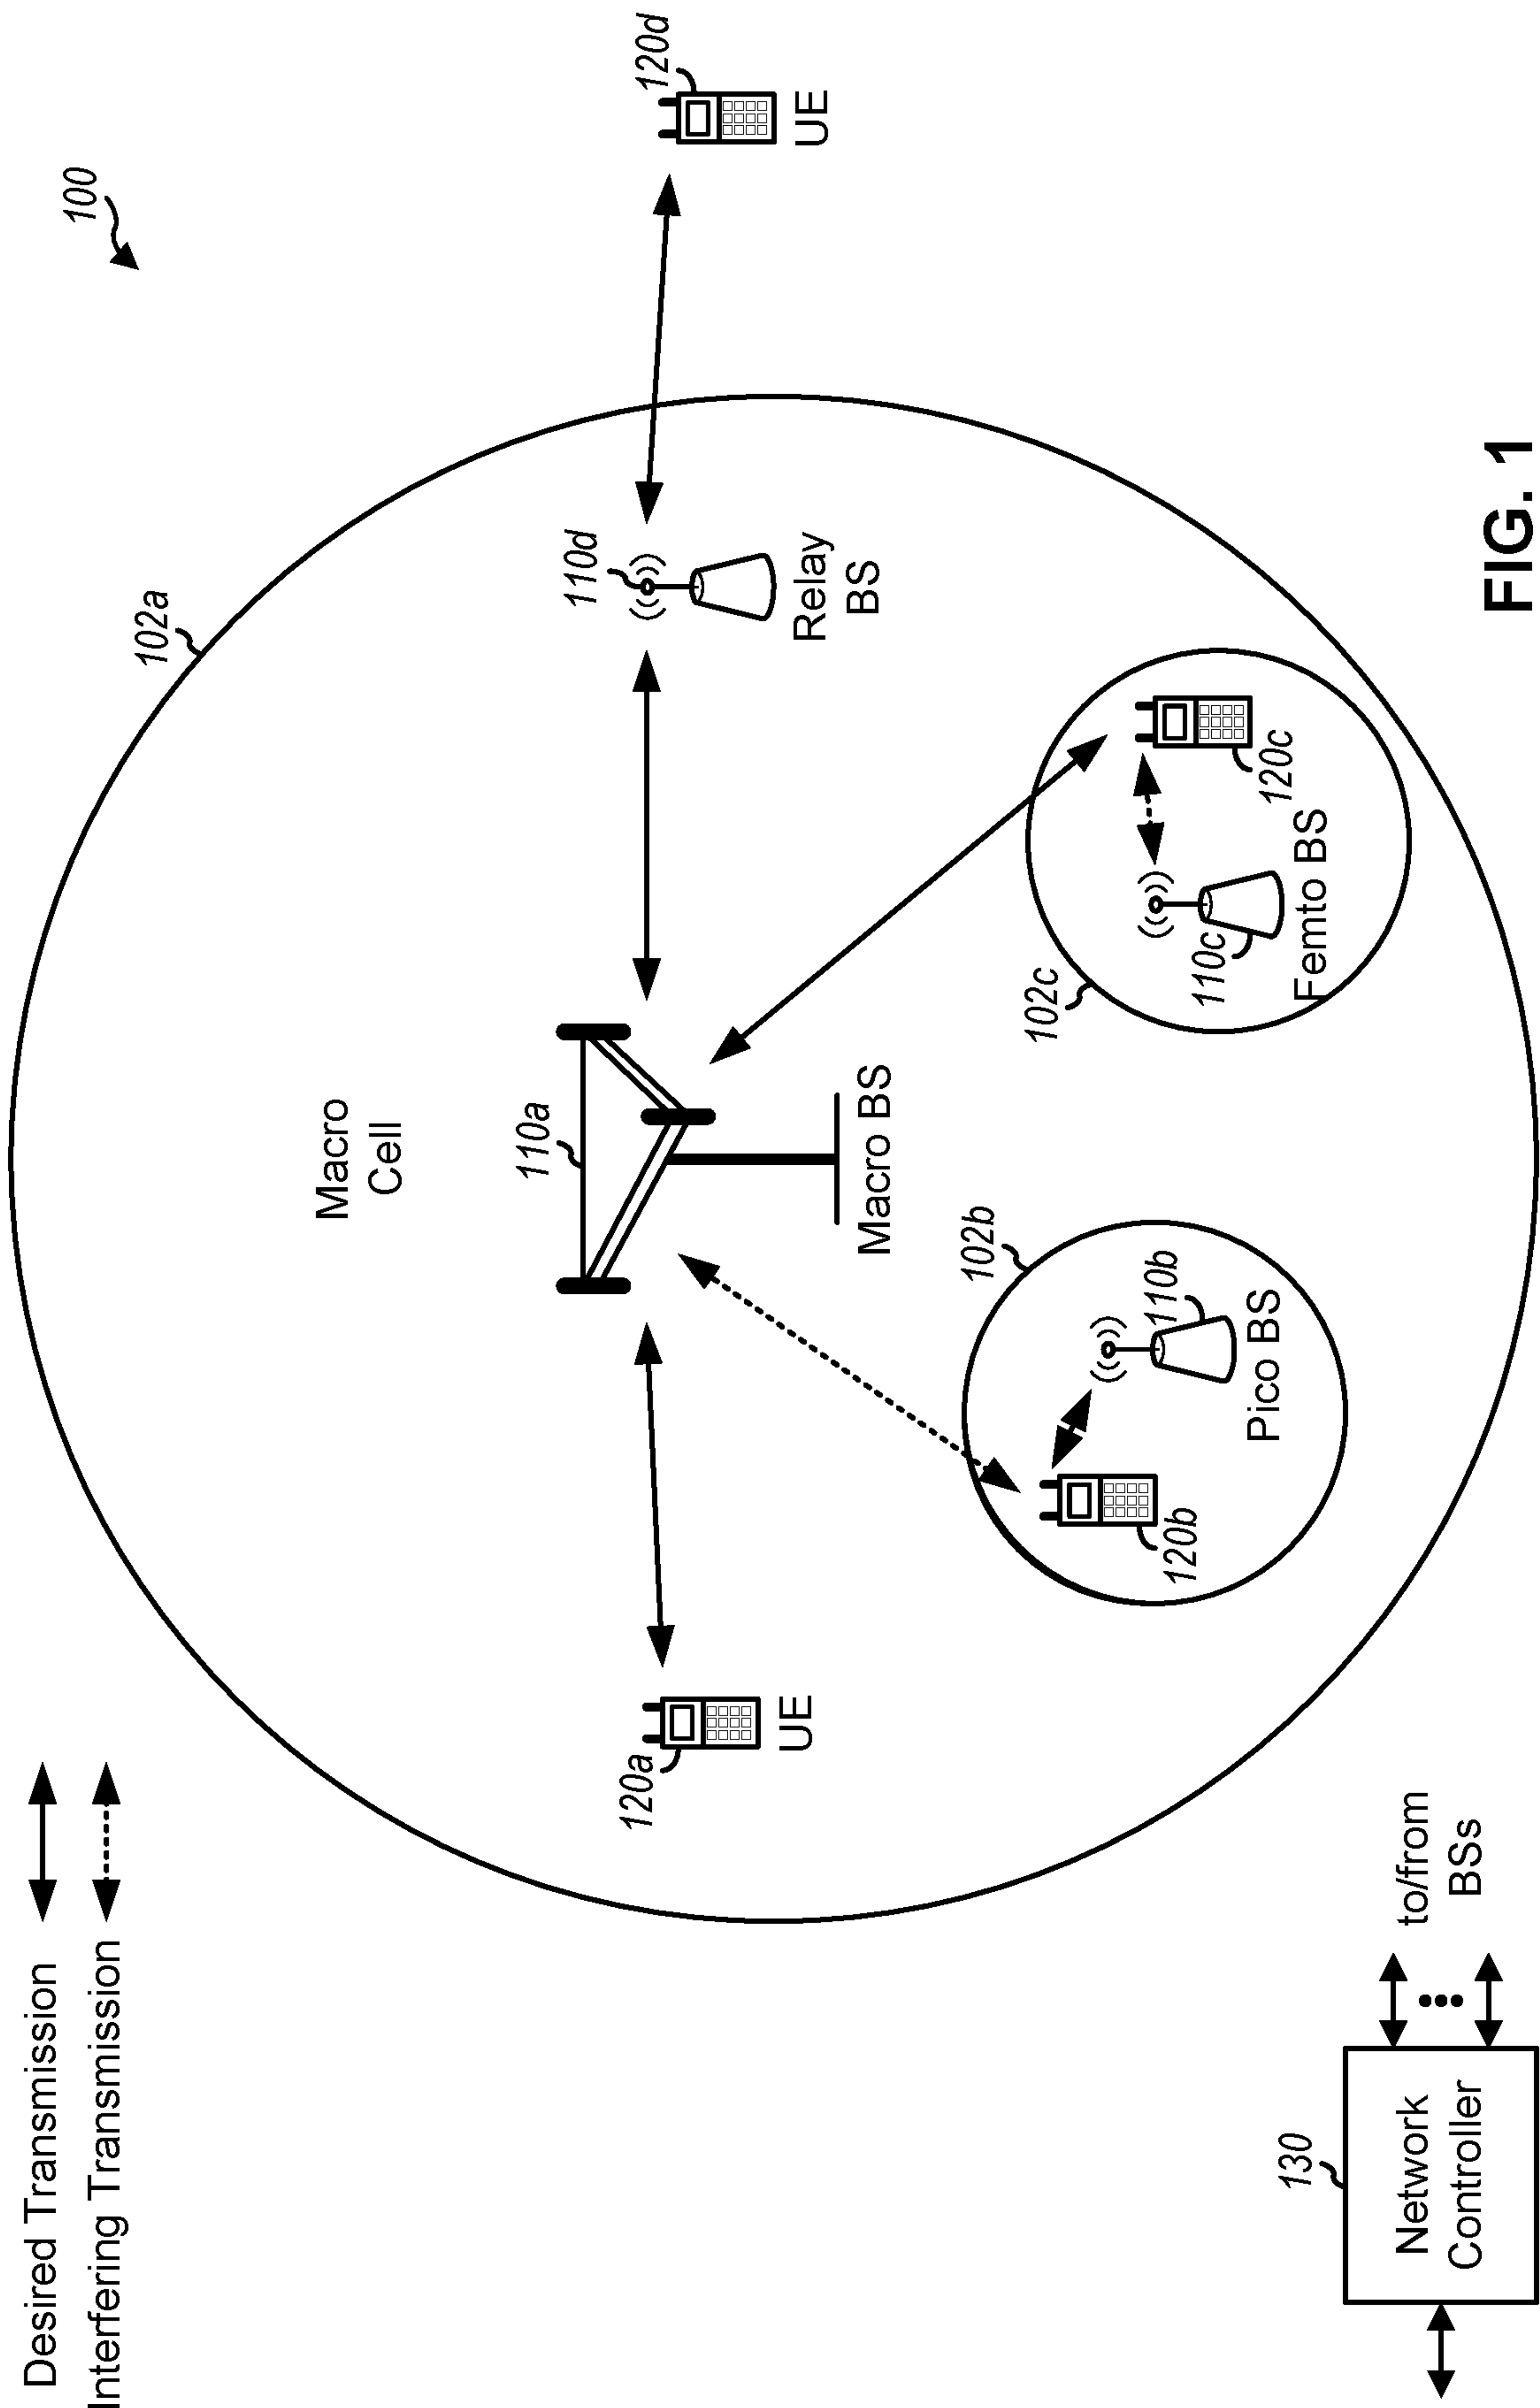 Desired Transmission
Interfering Transmission
100
102a
Macro
Cell
110a
Macro BS
110d
Relay
BS
120d
UE
120a
UE
102b
110b
Pico BS
120b
102c
110c
Femto BS
120c
130
Network
Controller
to/from
BSs
FIG. 1